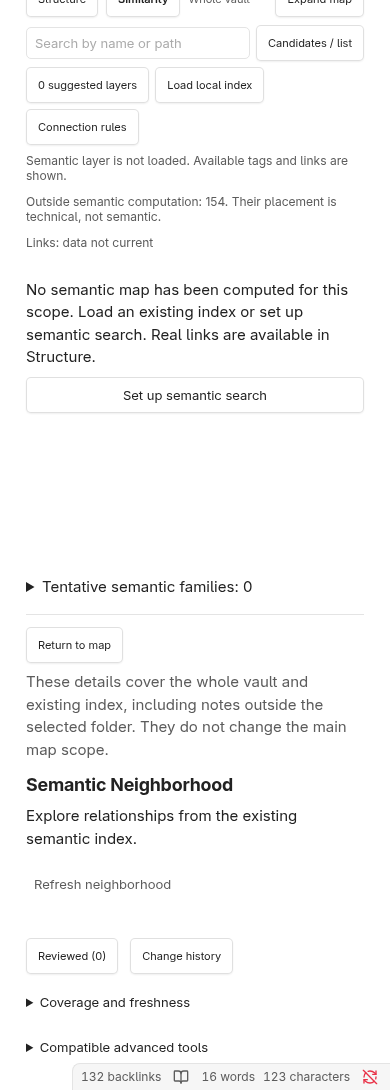 Structure Similarity Whole vault Expand map
Search by name or path Candidates / list
0 suggested layers Load local index
Connection rules
Semantic layer is not loaded. Available tags and links are
shown.
Outside semantic computation: 154. Their placement is
technical, not semantic.
Links: data not current
No semantic map has been computed for this
scope. Load an existing index or set up
semantic search. Real links are available in
Structure.
Set up semantic search
Tentative semantic families: 0
Return to map
These details cover the whole vault and
existing index, including notes outside the
selected folder. They do not change the main
map scope.
Semantic Neighborhood
Explore relationships from the existing
semantic index.
Refresh neighborhood
Reviewed (0) Change history
Coverage and freshness
Compatible advanced tools
132 backlinks 16 words 123 characters